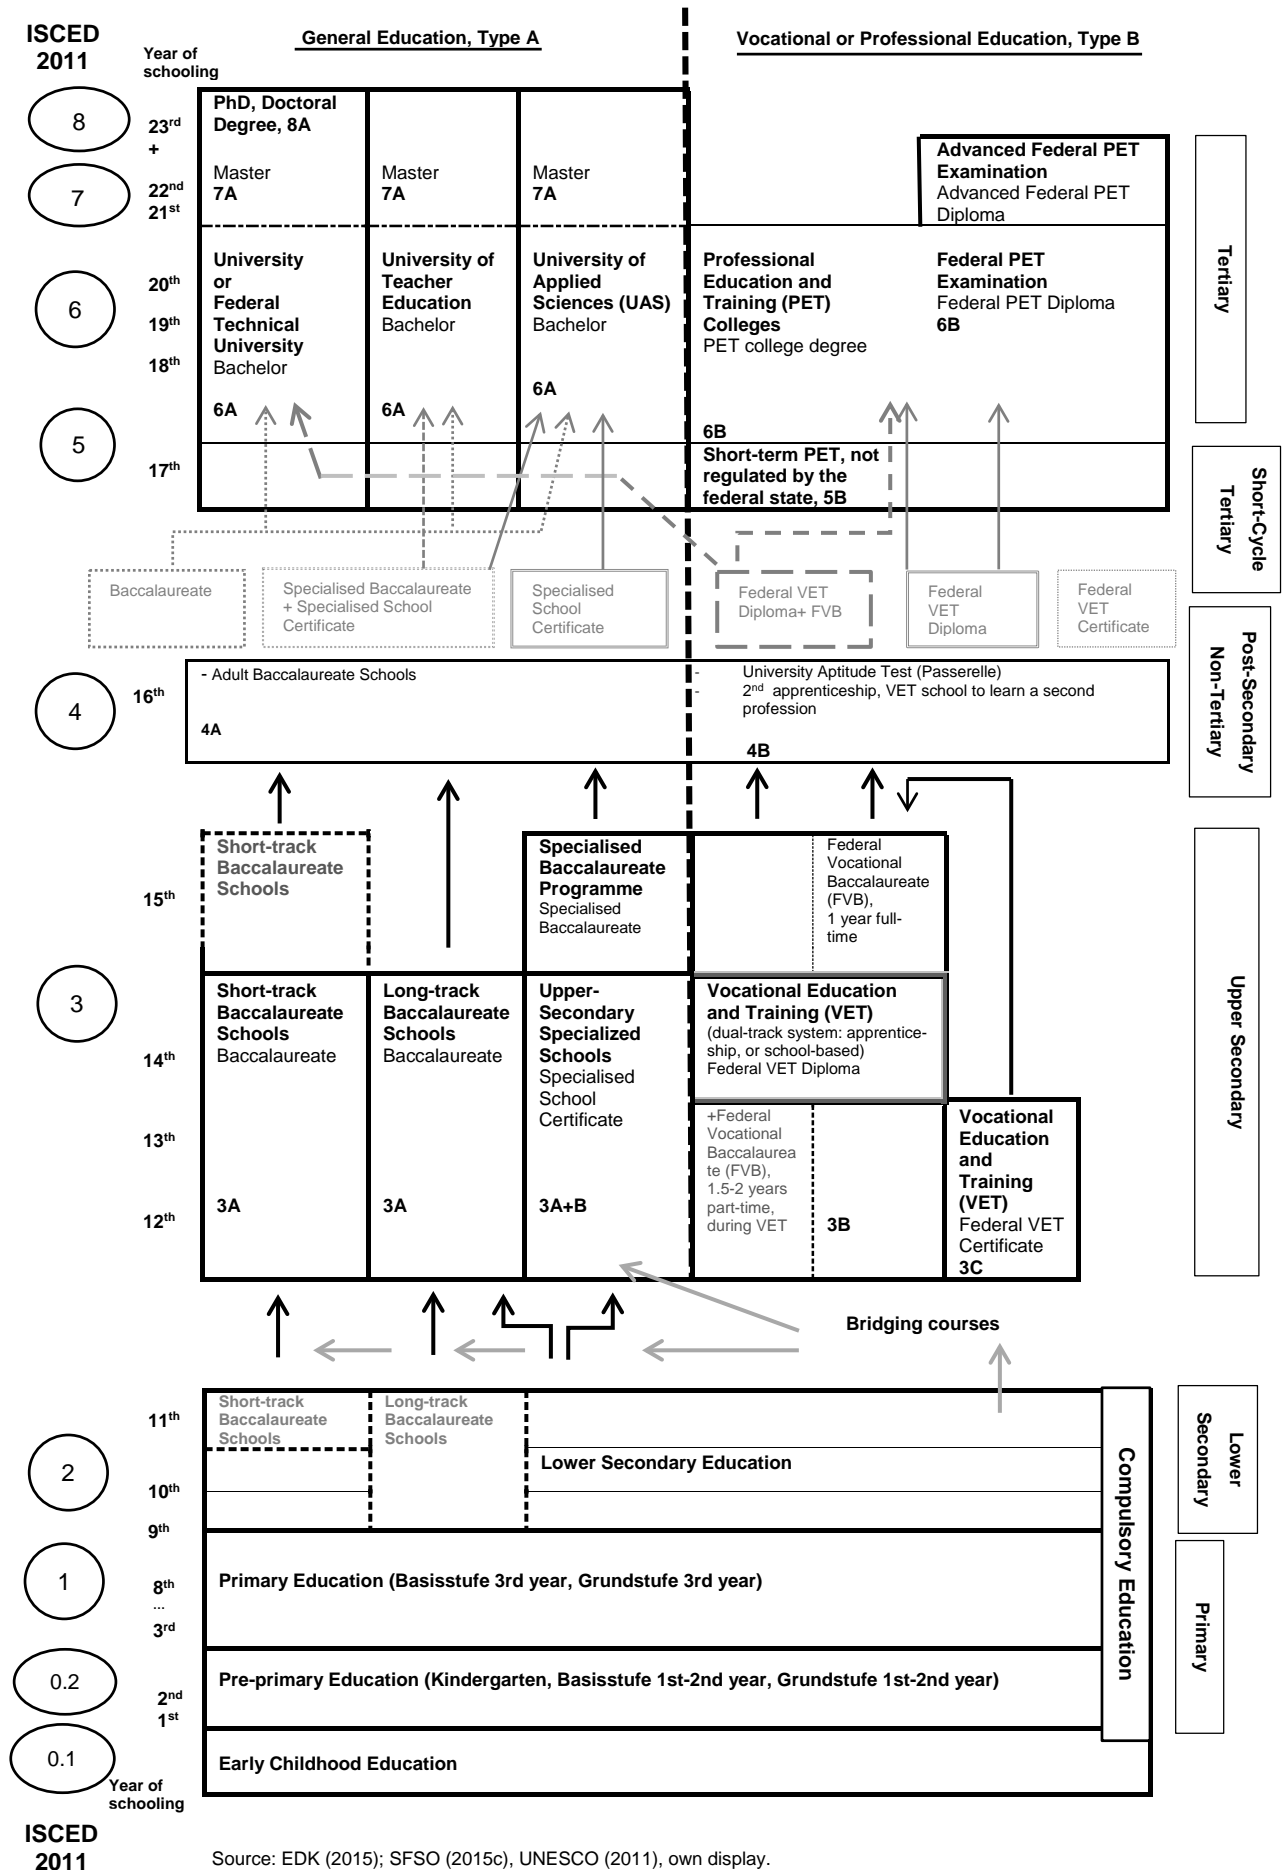 ISCED
2011
Year of
schooling
General Education, Type A
Vocational or Professional Education, Type B
8
23rd
+
7
22nd
21st
PhD, Doctoral
Degree, 8A
Master
7A
Master
7A
Master
7A
Advanced Federal PET
Examination
Advanced Federal PET
Diploma
Tertiary
6
20th
19th
18th
University
or
Federal
Technical
University
Bachelor
6A
University of
Teacher
Education
Bachelor
6A
University of
Applied
Sciences (UAS)
Bachelor
6A
Professional
Education and
Training (PET)
Colleges
PET college degree
6B
Federal PET
Examination
Federal PET Diploma
6B
5
17th
Short-term PET, not
regulated by the
federal state, 5B
Short-Cycle
Tertiary
Baccalaureate
Specialised Baccalaureate
+ Specialised School
Certificate
Specialised
School
Certificate
Federal VET
Diploma+ FVB
Federal
VET
Diploma
Federal
VET
Certificate
4
16th
- Adult Baccalaureate Schools
4A
- University Aptitude Test (Passerelle)
- 2nd apprenticeship, VET school to learn a second
profession
4B
Post-Secondary
Non-Tertiary
15th
Short-track
Baccalaureate
Schools
Specialised
Baccalaureate
Programme
Specialised
Baccalaureate
Federal
Vocational
Baccalaureate
(FVB),
1 year full-
time
3
14th
13th
12th
Short-track
Baccalaureate
Schools
Baccalaureate
3A
Long-track
Baccalaureate
Schools
Baccalaureate
3A
Upper-
Secondary
Specialized
Schools
Specialised
School
Certificate
3A+B
Vocational Education
and Training (VET)
(dual-track system: apprentice-
ship, or school-based)
Federal VET Diploma
+Federal
Vocational
Baccalaurea
te (FVB),
1.5-2 years
part-time,
during VET
3B
Vocational
Education
and
Training
(VET)
Federal VET
Certificate
3C
Upper Secondary
Bridging courses
11th
Short-track
Baccalaureate
Schools
Long-track
Baccalaureate
Schools
2
10th
9th
Lower Secondary Education
Compulsory Education
Lower
Secondary
1
8th
...
3rd
Primary Education (Basisstufe 3rd year, Grundstufe 3rd year)
Primary
0.2
2nd
1st
Pre-primary Education (Kindergarten, Basisstufe 1st-2nd year, Grundstufe 1st-2nd year)
0.1
Early Childhood Education
Year of
schooling
ISCED
2011
Source: EDK (2015); SFSO (2015c), UNESCO (2011), own display.